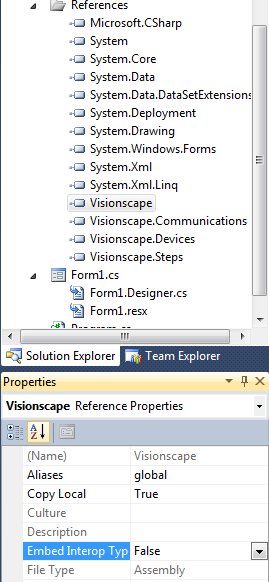 References
Microsoft.CSharp
System
System.Core
System.Data
System.Data.DataSetExtensions
System.Deployment
System.Drawing
System.Windows.Forms
System.Xml
System.Xml.Linq
Visionscape
Visionscape.Communications
Visionscape.Devices
Visionscape.Steps
Form1.cs
Form1.Designer.cs
Form1.resx
Program.cs
Solution Explorer Team Explorer
Properties
Visionscape Reference Properties
(Name) Visionscape
Aliases global
Copy Local True
Culture
Description
Embed Interop Typ False
File Type Assembly